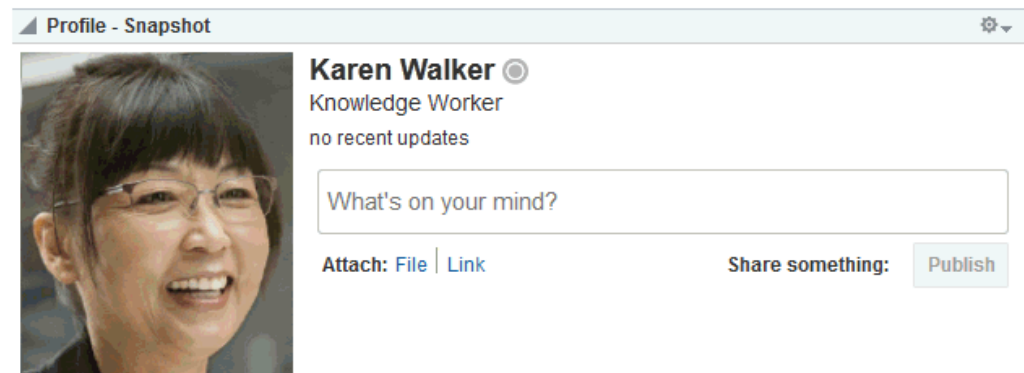 Profile - Snapshot
Karen Walker
Knowledge Worker
no recent updates
What's on your mind?
Attach: File | Link Share something: Publish